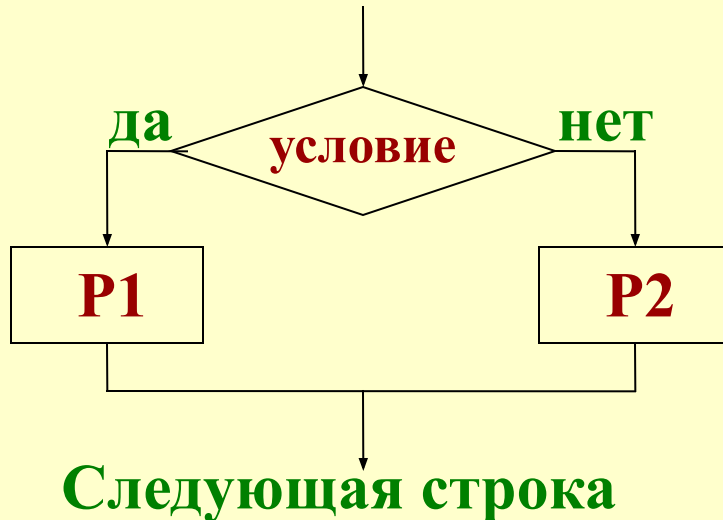 да
нет
условие
P1
P2
Следующая строка